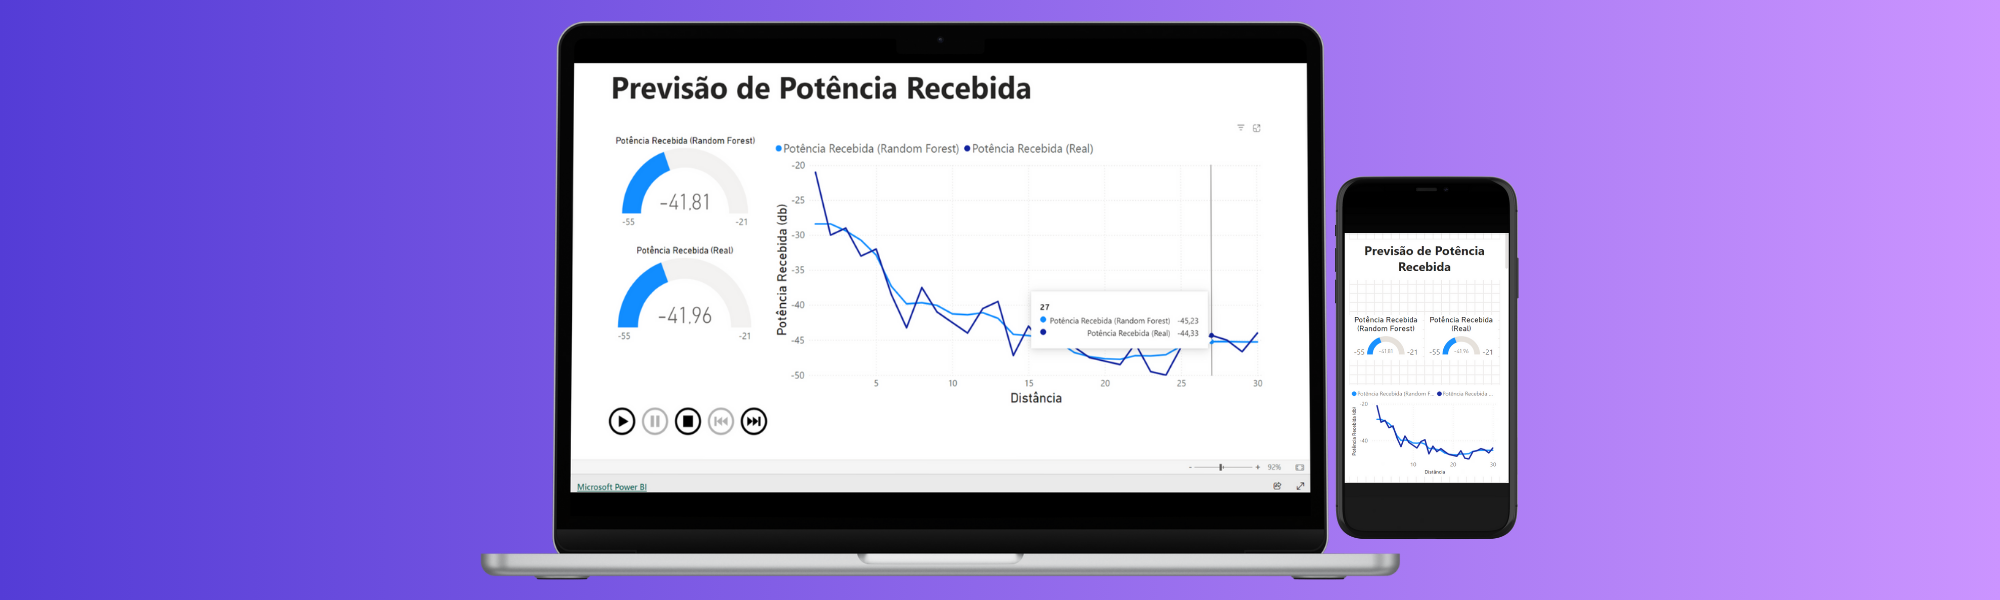 Previsão de Potência Recebida
Potência Recebida (Random Forest)
-41,81
-55
-21
Potência Recebida (Real)
-41,96
-55
-21
Potência Recebida (Random Forest)
Potência Recebida (Real)
Potência Recebida (db)
-20
-25
-30
-35
-40
-45
-50
5
10
15
20
25
30
Distância
27
Potência Recebida (Random Forest) -45,23
Potência Recebida (Real) -44,33
- + 92%
Microsoft Power BI
Previsão de Potência
Recebida
Potência Recebida
(Random Forest)
-55
-41,81
-21
Potência Recebida
(Real)
-55
-41,96
-21
Potência Recebida (Random F...
Potência Recebida ...
Potência Recebida (db)
-20
-40
10
20
30
Distância